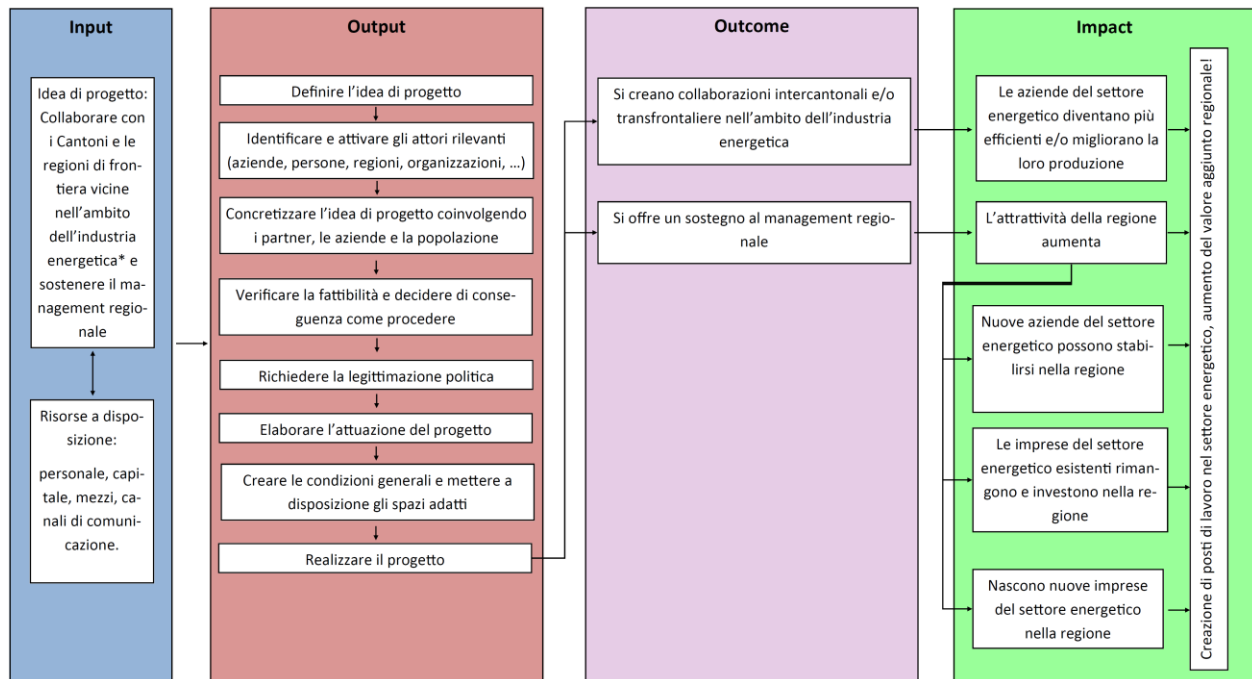 Input
Idea di progetto:
Collaborare con
i Cantoni e le
regioni di fron-
tiera vicine
nell’ambito
dell’industria
energetica* e
sostenere il ma-
nagement regio-
nale
Risorse a dispo-
sizione:
personale, capi-
tale, mezzi, ca-
nali di comuni-
cazione.
Output
Definire l’idea di progetto
Identificare e attivare gli attori rilevanti
(aziende, persone, regioni, organizzazioni, ...)
Concretizzare l’idea di progetto coinvolgendo
i partner, le aziende e la popolazione
Verificare la fattibilità e decidere di conse-
guenza come procedere
Richiedere la legittimazione politica
Elaborare l’attuazione del progetto
Creare le condizioni generali e mettere a
disposizione gli spazi adatti
Realizzare il progetto
Outcome
Si creano collaborazioni intercantonali e/o
transfrontaliere nell’ambito dell’industria
energetica
Si offre un sostegno al management regio-
nale
Impact
Le aziende del settore
energetico diventano più
efficienti e/o migliorano la
loro produzione
L’attrattività della regione
aumenta
Nuove aziende del settore
energetico possono stabi-
lirsi nella regione
Le imprese del settore
energetico esistenti riman-
gono e investono nella re-
gione
Nascono nuove imprese
del settore energetico
nella regione
Creazione di posti di lavoro nel settore energetico, aumento del valore aggiunto regionale!